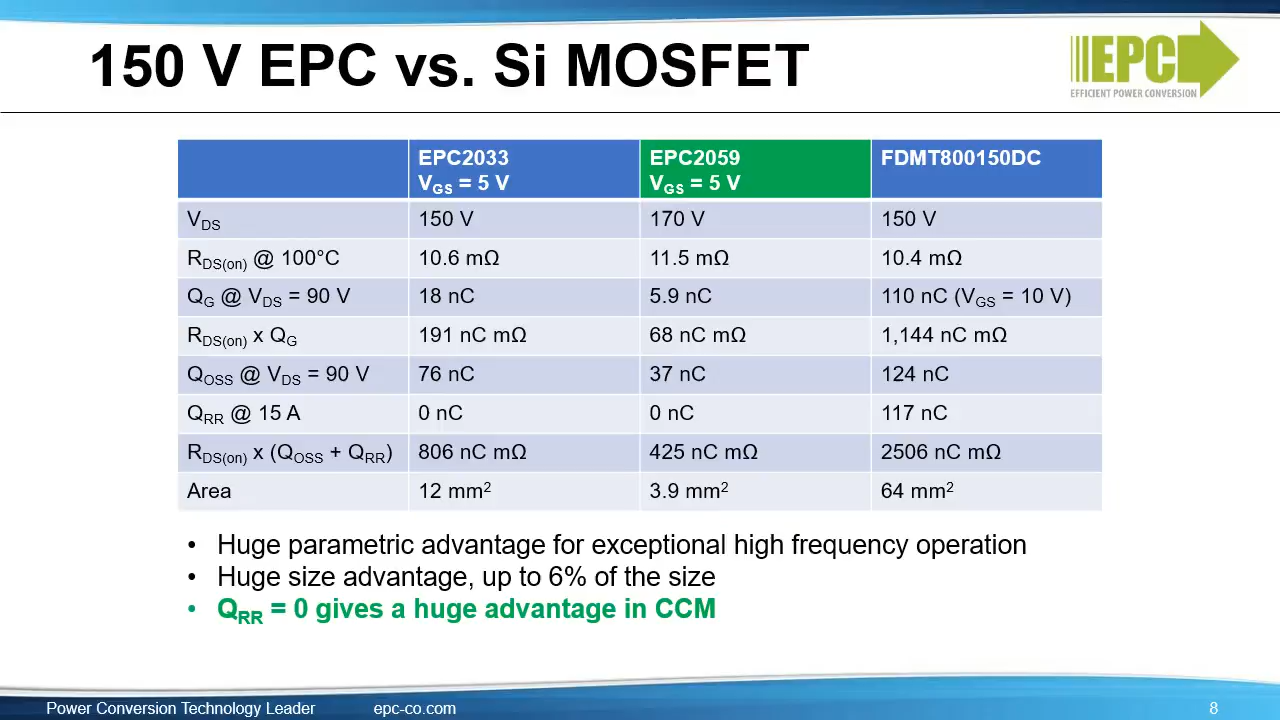 150 V EPC vs. Si MOSFET
EPC
EFFICIENT POWER CONVERSION
EPC2033 EPC2059 FDMT800150DC
VGS = 5 V VGS = 5 V
VDS 150 V 170 V 150 V
RDS(on) @ 100°C 10.6 mΩ 11.5 mΩ 10.4 mΩ
QG @ VDS = 90 V 18 nC 5.9 nC 110 nC (VGS = 10 V)
RDS(on) x QG 191 nC mΩ 68 nC mΩ 1,144 nC mΩ
QOSS @ VDS = 90 V 76 nC 37 nC 124 nC
QRR @ 15 A 0 nC 0 nC 117 nC
RDS(on) x (QOSS + QRR) 806 nC mΩ 425 nC mΩ 2506 nC mΩ
Area 12 mm² 3.9 mm² 64 mm²
• Huge parametric advantage for exceptional high frequency operation
• Huge size advantage, up to 6% of the size
• QRR = 0 gives a huge advantage in CCM
Power Conversion Technology Leader epc-co.com 8